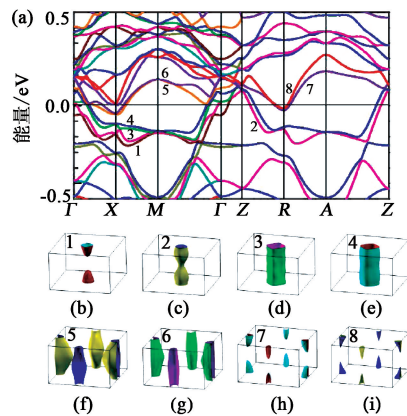 (a)
能量/eV
0.5
0.0
-0.5
6
5
4
3
1
2
8
7
Γ X M Γ Z R A Z
1 2 3 4
(b) (c) (d) (e)
5 6 7 8
(f) (g) (h) (i)